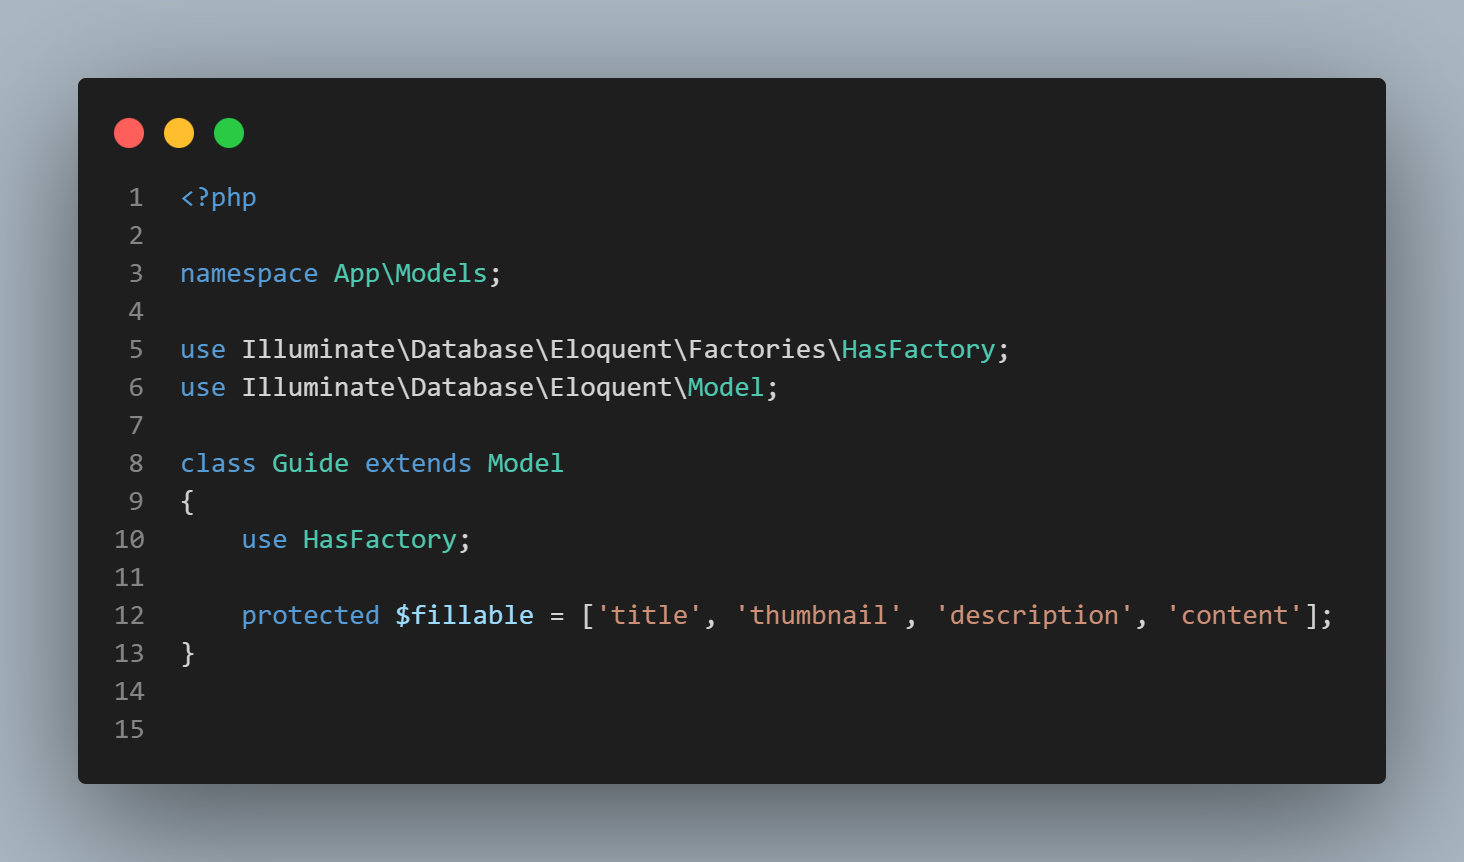 1 <?php
2
3 namespace App\Models;
4
5 use Illuminate\Database\Eloquent\Factories\HasFactory;
6 use Illuminate\Database\Eloquent\Model;
7
8 class Guide extends Model
9 {
10     use HasFactory;
11
12     protected $fillable = ['title', 'thumbnail', 'description', 'content'];
13 }
14
15